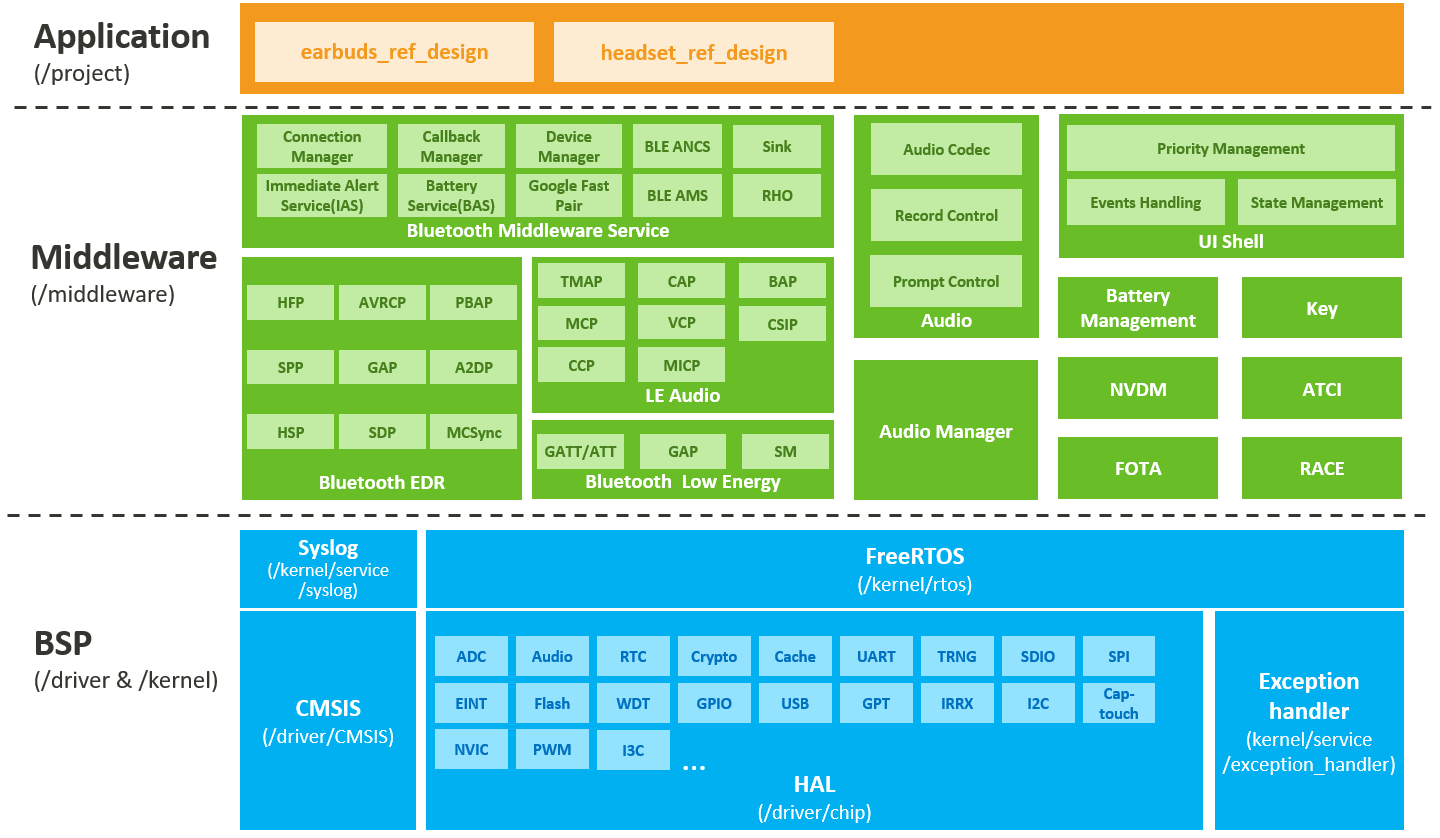 Application
(/project)
earbuds_ref_design
headset_ref_design
Middleware
(/middleware)
Connection
Manager
Callback
Manager
Device
Manager
BLE ANCS
Sink
Immediate Alert
Service(IAS)
Battery
Service(BAS)
Google Fast
Pair
BLE AMS
RHO
Bluetooth Middleware Service
HFP
AVRCP
PBAP
SPP
GAP
A2DP
HSP
SDP
MCSync
Bluetooth EDR
TMAP
CAP
BAP
MCP
VCP
CSIP
CCP
MICP
LE Audio
GATT/ATT
GAP
SM
Bluetooth  Low Energy
Audio Codec
Record Control
Prompt Control
Audio
Audio Manager
Priority Management
Events Handling
State Management
UI Shell
Battery
Management
Key
NVDM
ATCI
FOTA
RACE
BSP
(/driver & /kernel)
Syslog
(/kernel/service
/syslog)
FreeRTOS
(/kernel/rtos)
CMSIS
(/driver/CMSIS)
ADC
Audio
RTC
Crypto
Cache
UART
TRNG
SDIO
SPI
EINT
Flash
WDT
GPIO
USB
GPT
IRRX
I2C
Cap-
touch
NVIC
PWM
I3C
...
HAL
(/driver/chip)
Exception
handler
(kernel/service
/exception_handler)